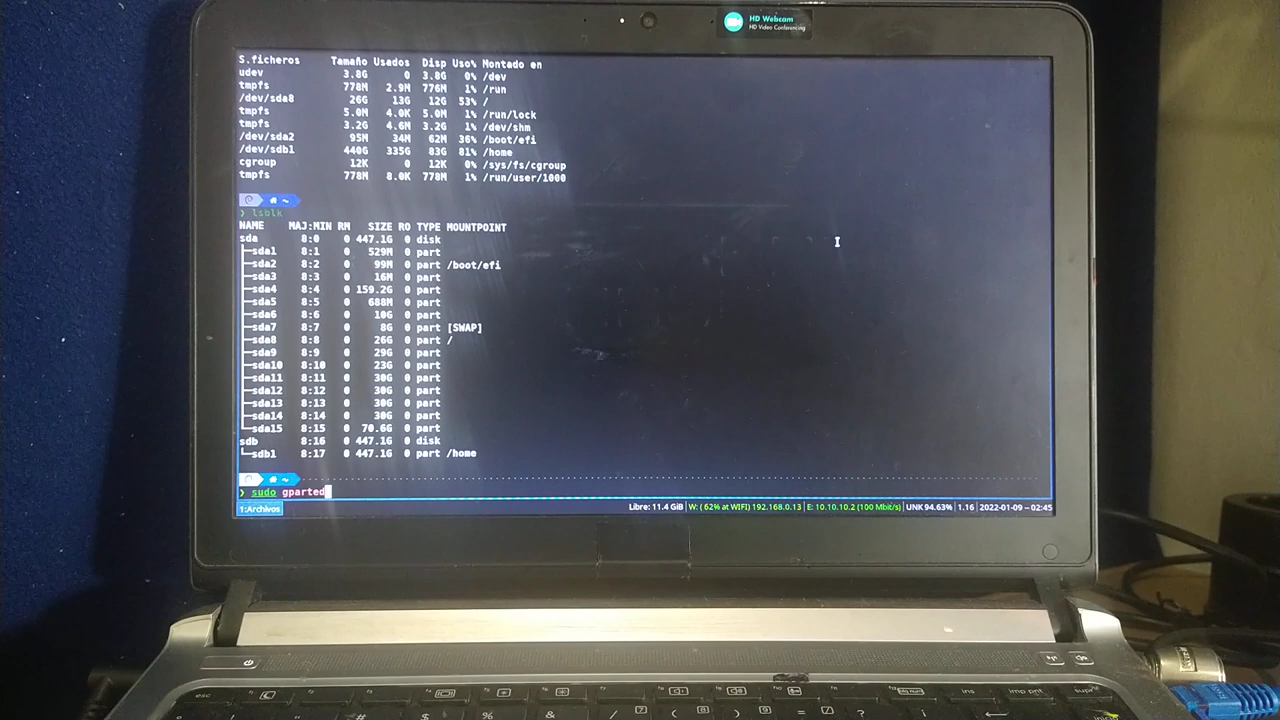 HD Webcam
HD Video Conferencing
S.ficheros Tamaño Usados Disp Uso% Montado en
udev 3.8G 0 3.8G 0% /dev
tmpfs 778M 2.9M 776M 1% /run
/dev/sda8 26G 13G 12G 53% /
tmpfs 5.0M 4.0K 5.0M 1% /run/lock
tmpfs 3.2G 4.6M 3.2G 1% /dev/shm
/dev/sda2 95M 34M 62M 36% /boot/efi
/dev/sdb1 440G 335G 83G 81% /home
cgroup 12K 0 12K 0% /sys/fs/cgroup
tmpfs 778M 8.0K 778M 1% /run/user/1000
~
❯ lsblk
NAME MAJ:MIN RM SIZE RO TYPE MOUNTPOINT
sda 8:0 0 447.1G 0 disk
├─sda1 8:1 0 529M 0 part
├─sda2 8:2 0 99M 0 part /boot/efi
├─sda3 8:3 0 16M 0 part
├─sda4 8:4 0 159.2G 0 part
├─sda5 8:5 0 688M 0 part
├─sda6 8:6 0 10G 0 part
├─sda7 8:7 0 8G 0 part [SWAP]
├─sda8 8:8 0 26G 0 part /
├─sda9 8:9 0 29G 0 part
├─sda10 8:10 0 23G 0 part
├─sda11 8:11 0 30G 0 part
├─sda12 8:12 0 30G 0 part
├─sda13 8:13 0 30G 0 part
├─sda14 8:14 0 30G 0 part
└─sda15 8:15 0 70.6G 0 part
sdb 8:16 0 447.1G 0 disk
└─sdb1 8:17 0 447.1G 0 part /home
~
❯ sudo gparted
1:Archivos Libre: 11.4 GiB | W: ( 62% at WIFI) 192.168.0.13 | E: 10.10.10.2 (100 Mbit/s) | UNK 94.63% | 1.16 | 2022-01-09 -- 02:45
esc ins imp pnt supr
# $ % & / ( ) = ?